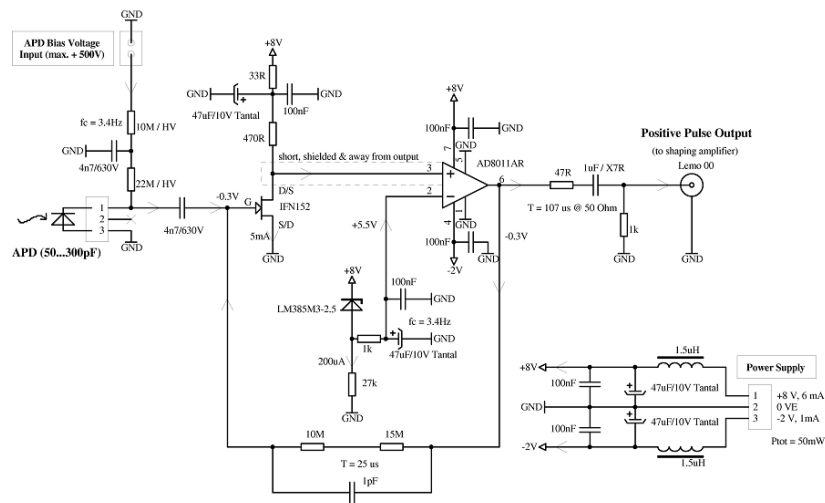 GND
APD Bias Voltage
Input (max. + 500V)
fc = 3.4Hz
10M / HV
GND
4n7/630V
22M / HV
1
2
3
GND
APD (50...300pF)
4n7/630V
-0.3V
+8V
33R
GND
47uF/10V Tantal
100nF
GND
470R
short, shielded & away from output
D/S
G
IFN152
S/D
5mA
GND
+8V
100nF
GND
7
5
GND
3
2
6
AD8011AR
4
1
GND
100nF
GND
-2V
-0.3V
+5.5V
+8V
LM385M3-2.5
100nF
GND
fc = 3.4Hz
1k
GND
47uF/10V Tantal
200uA
27k
GND
10M
15M
T = 25 us
1pF
47R
1uF / X7R
T = 107 us @ 50 Ohm
1k
GND
Positive Pulse Output
(to shaping amplifier)
Lemo 00
GND
1.5uH
+8V
100nF
47uF/10V Tantal
GND
100nF
47uF/10V Tantal
-2V
1.5uH
Power Supply
1
2
3
+8 V, 6 mA
0 VE
-2 V, 1mA
Ptot = 50mW